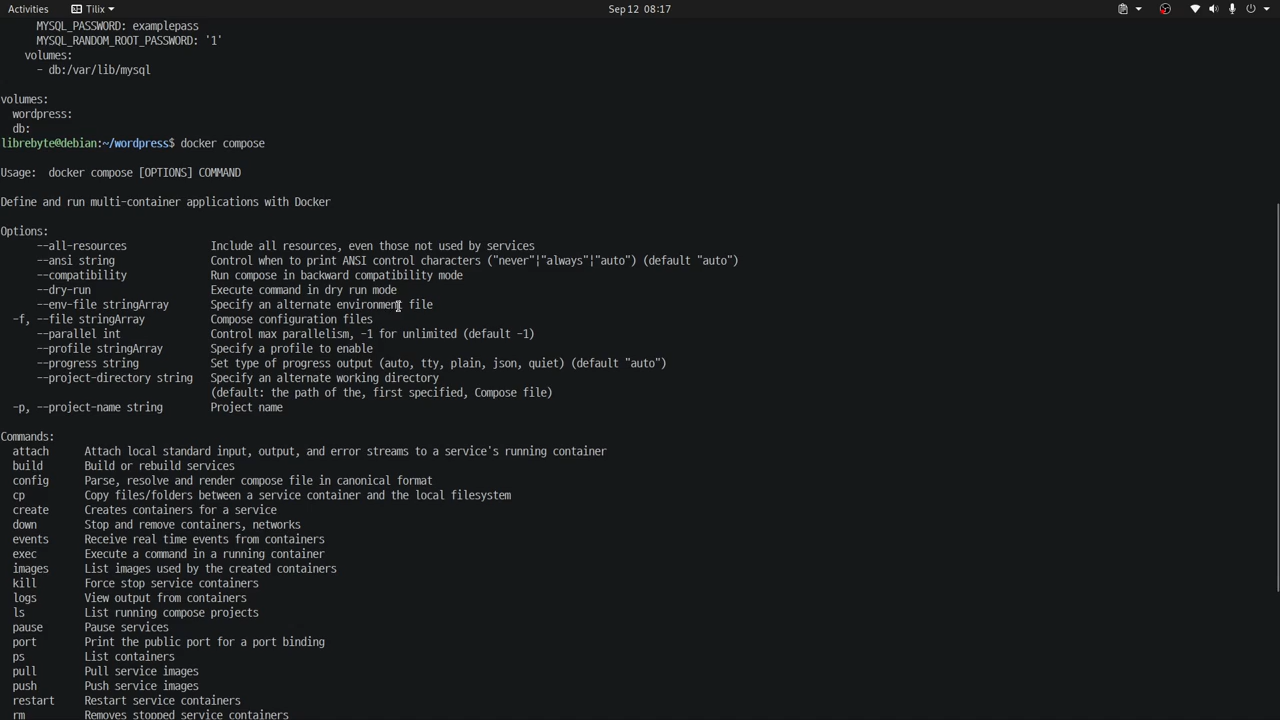 Activities Tilix Sep 12 08:17
MYSQL_PASSWORD: examplepass
MYSQL_RANDOM_ROOT_PASSWORD: '1'
volumes:
- db:/var/lib/mysql
volumes:
wordpress:
db:
librebyte@debian:~/wordpress$ docker compose
Usage:  docker compose [OPTIONS] COMMAND
Define and run multi-container applications with Docker
Options:
--all-resources Include all resources, even those not used by services
--ansi string Control when to print ANSI control characters ("never"¦"always"¦"auto") (default "auto")
--compatibility Run compose in backward compatibility mode
--dry-run Execute command in dry run mode
--env-file stringArray Specify an alternate environment file
-f, --file stringArray Compose configuration files
--parallel int Control max parallelism, -1 for unlimited (default -1)
--profile stringArray Specify a profile to enable
--progress string Set type of progress output (auto, tty, plain, json, quiet) (default "auto")
--project-directory string Specify an alternate working directory
(default: the path of the, first specified, Compose file)
-p, --project-name string Project name
Commands:
attach Attach local standard input, output, and error streams to a service's running container
build Build or rebuild services
config Parse, resolve and render compose file in canonical format
cp Copy files/folders between a service container and the local filesystem
create Creates containers for a service
down Stop and remove containers, networks
events Receive real time events from containers
exec Execute a command in a running container
images List images used by the created containers
kill Force stop service containers
logs View output from containers
ls List running compose projects
pause Pause services
port Print the public port for a port binding
ps List containers
pull Pull service images
push Push service images
restart Restart service containers
rm Removes stopped service containers